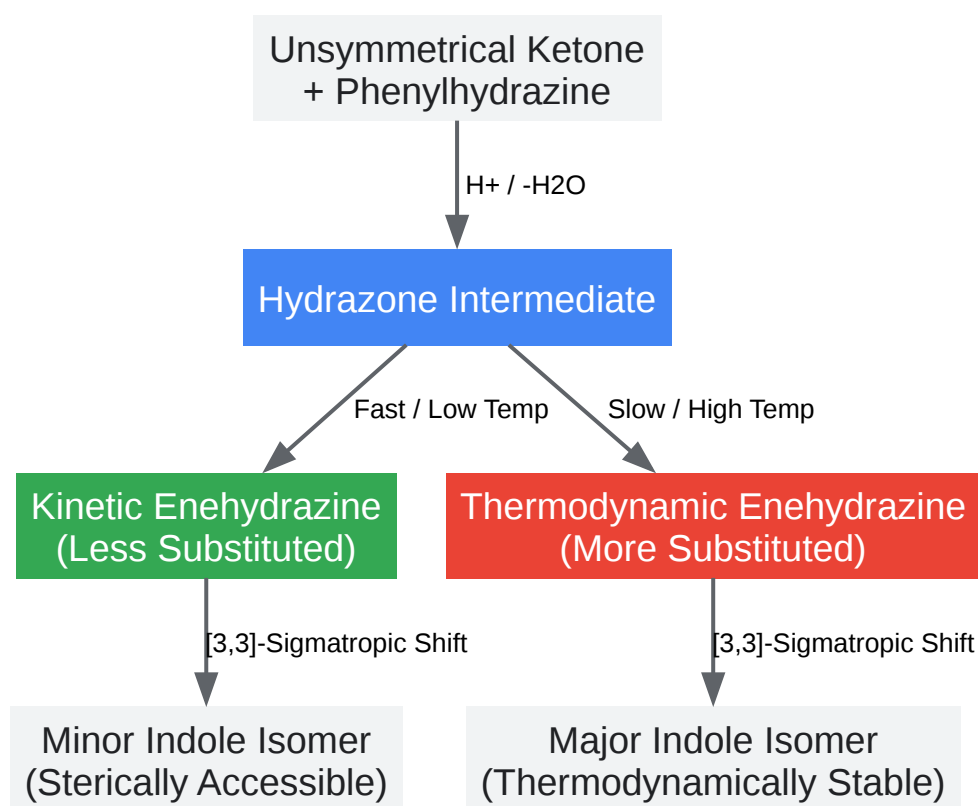 Unsymmetrical Ketone
+ Phenylhydrazine
H+ / -H2O
Hydrazone Intermediate
Fast / Low Temp
Slow / High Temp
Kinetic Enehydrazine
(Less Substituted)
Thermodynamic Enehydrazine
(More Substituted)
[3,3]-Sigmatropic Shift
[3,3]-Sigmatropic Shift
Minor Indole Isomer
(Sterically Accessible)
Major Indole Isomer
(Thermodynamically Stable)